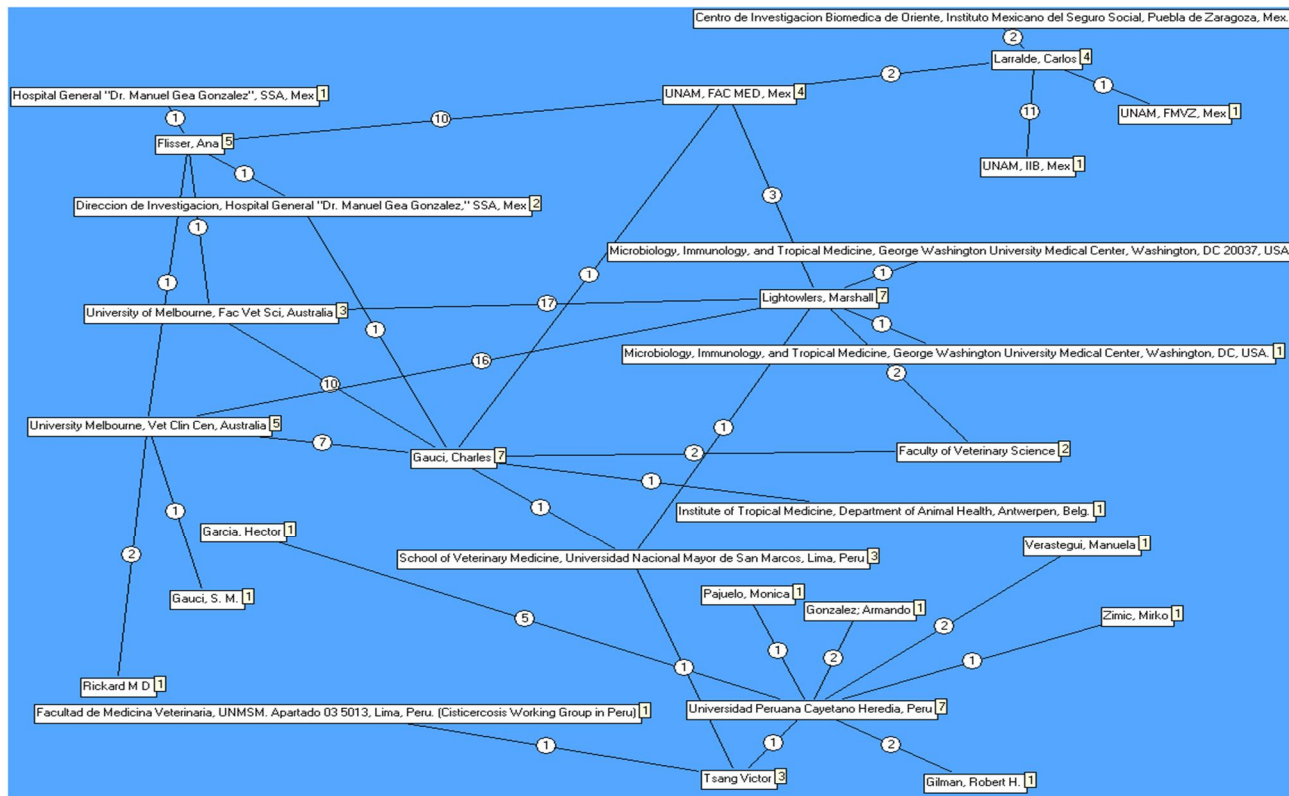 Centro de Investigacion Biomedica de Oriente, Instituto Mexicano del Seguro Social, Puebla de Zaragoza, Mex.
2
Larralde, Carlos 4
2
1
Hospital General "Dr. Manuel Gea Gonzalez", SSA, Mex 1
UNAM, FAC MED, Mex 4
11
UNAM, FMVZ, Mex 1
1
10
Flisser, Ana 5
UNAM, IIB, Mex 1
1
3
Direccion de Investigacion, Hospital General "Dr. Manuel Gea Gonzalez," SSA, Mex 2
1
Microbiology, Immunology, and Tropical Medicine, George Washington University Medical Center, Washington, DC 20037, USA
1
1
1
Lightowlers, Marshall 7
17
University of Melbourne, Fac Vet Sci, Australia 3
1
1
Microbiology, Immunology, and Tropical Medicine, George Washington University Medical Center, Washington, DC, USA. 1
16
2
10
University Melbourne, Vet Clin Cen, Australia 5
1
7
Gauci, Charles 7
2
Faculty of Veterinary Science 2
1
1
1
Institute of Tropical Medicine, Department of Animal Health, Antwerpen, Belg. 1
Garcia, Hector 1
Verastegui, Manuela 1
2
School of Veterinary Medicine, Universidad Nacional Mayor de San Marcos, Lima, Peru 3
Gauci, S. M. 1
Pajuelo, Monica 1
Gonzalez; Armando 1
Zimic, Mirko 1
5
2
1
2
1
1
Rickard M D 1
Facultad de Medicina Veterinaria, UNMSM. Apartado 03 5013, Lima, Peru. (Cisticercosis Working Group in Peru) 1
Universidad Peruana Cayetano Heredia, Peru 7
1
1
2
Tsang Victor 3
Gilman, Robert H. 1